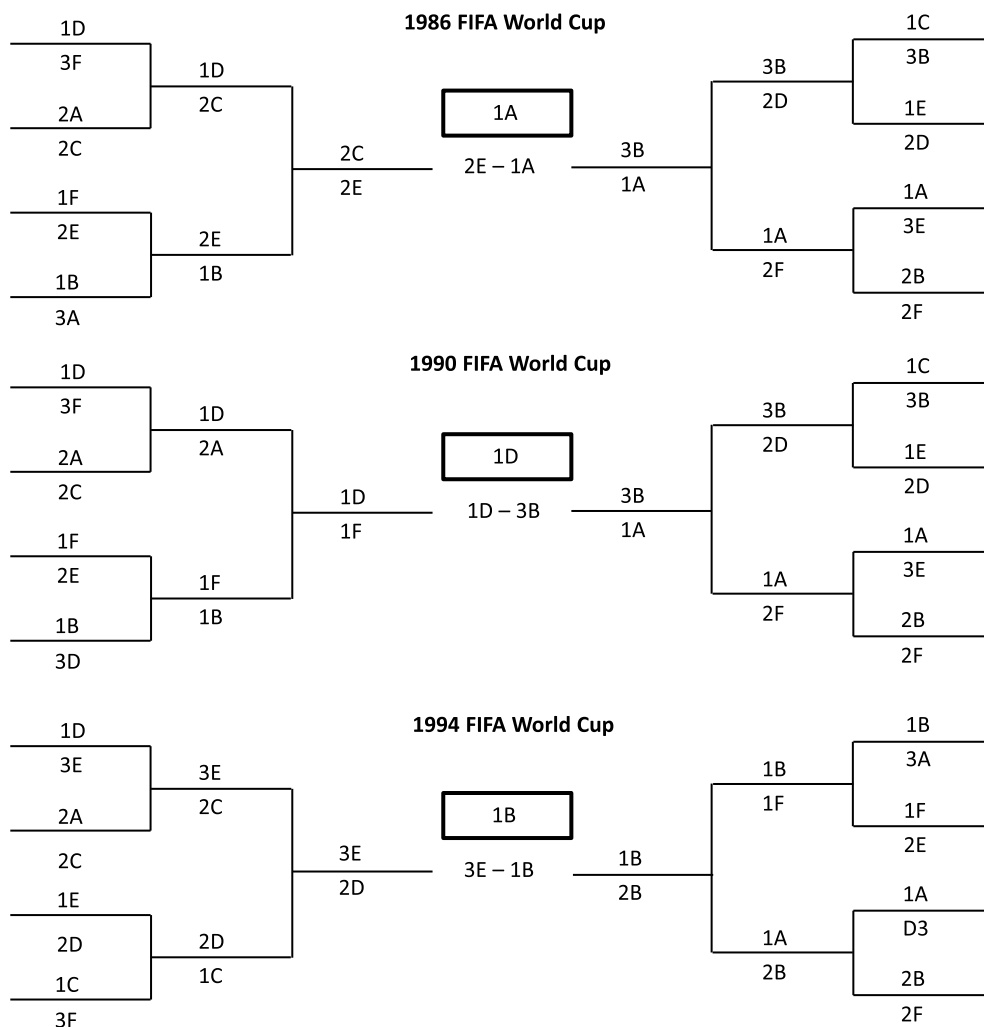 1986 FIFA World Cup
1D
3F
2A
2C
1F
2E
1B
3A
1D
2C
2E
1B
2C
2E
1A
2E – 1A
3B
1A
3B
2D
1A
2F
1C
3B
1E
2D
1A
3E
2B
2F
1990 FIFA World Cup
1D
3F
2A
2C
1F
2E
1B
3D
1D
2A
1F
1B
1D
1F
1D
1D – 3B
3B
1A
3B
2D
1A
2F
1C
3B
1E
2D
1A
3E
2B
2F
1994 FIFA World Cup
1D
3E
2A
2C
1E
2D
1C
3F
3E
2C
2D
1C
3E
2D
1B
3E – 1B
1B
2B
1B
1F
1A
2B
1B
3A
1F
2E
1A
D3
2B
2F